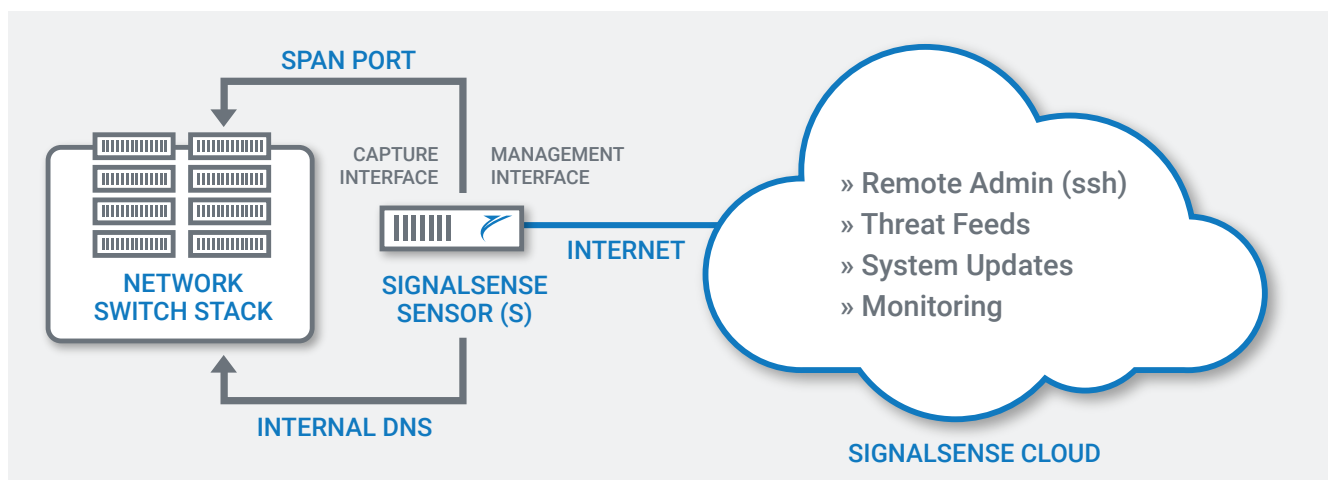 SPAN PORT
CAPTURE
INTERFACE
MANAGEMENT
INTERFACE
NETWORK
SWITCH STACK
SIGNALSENSE
SENSOR (S)
INTERNET
INTERNAL DNS
» Remote Admin (ssh)
» Threat Feeds
» System Updates
» Monitoring
SIGNALSENSE CLOUD